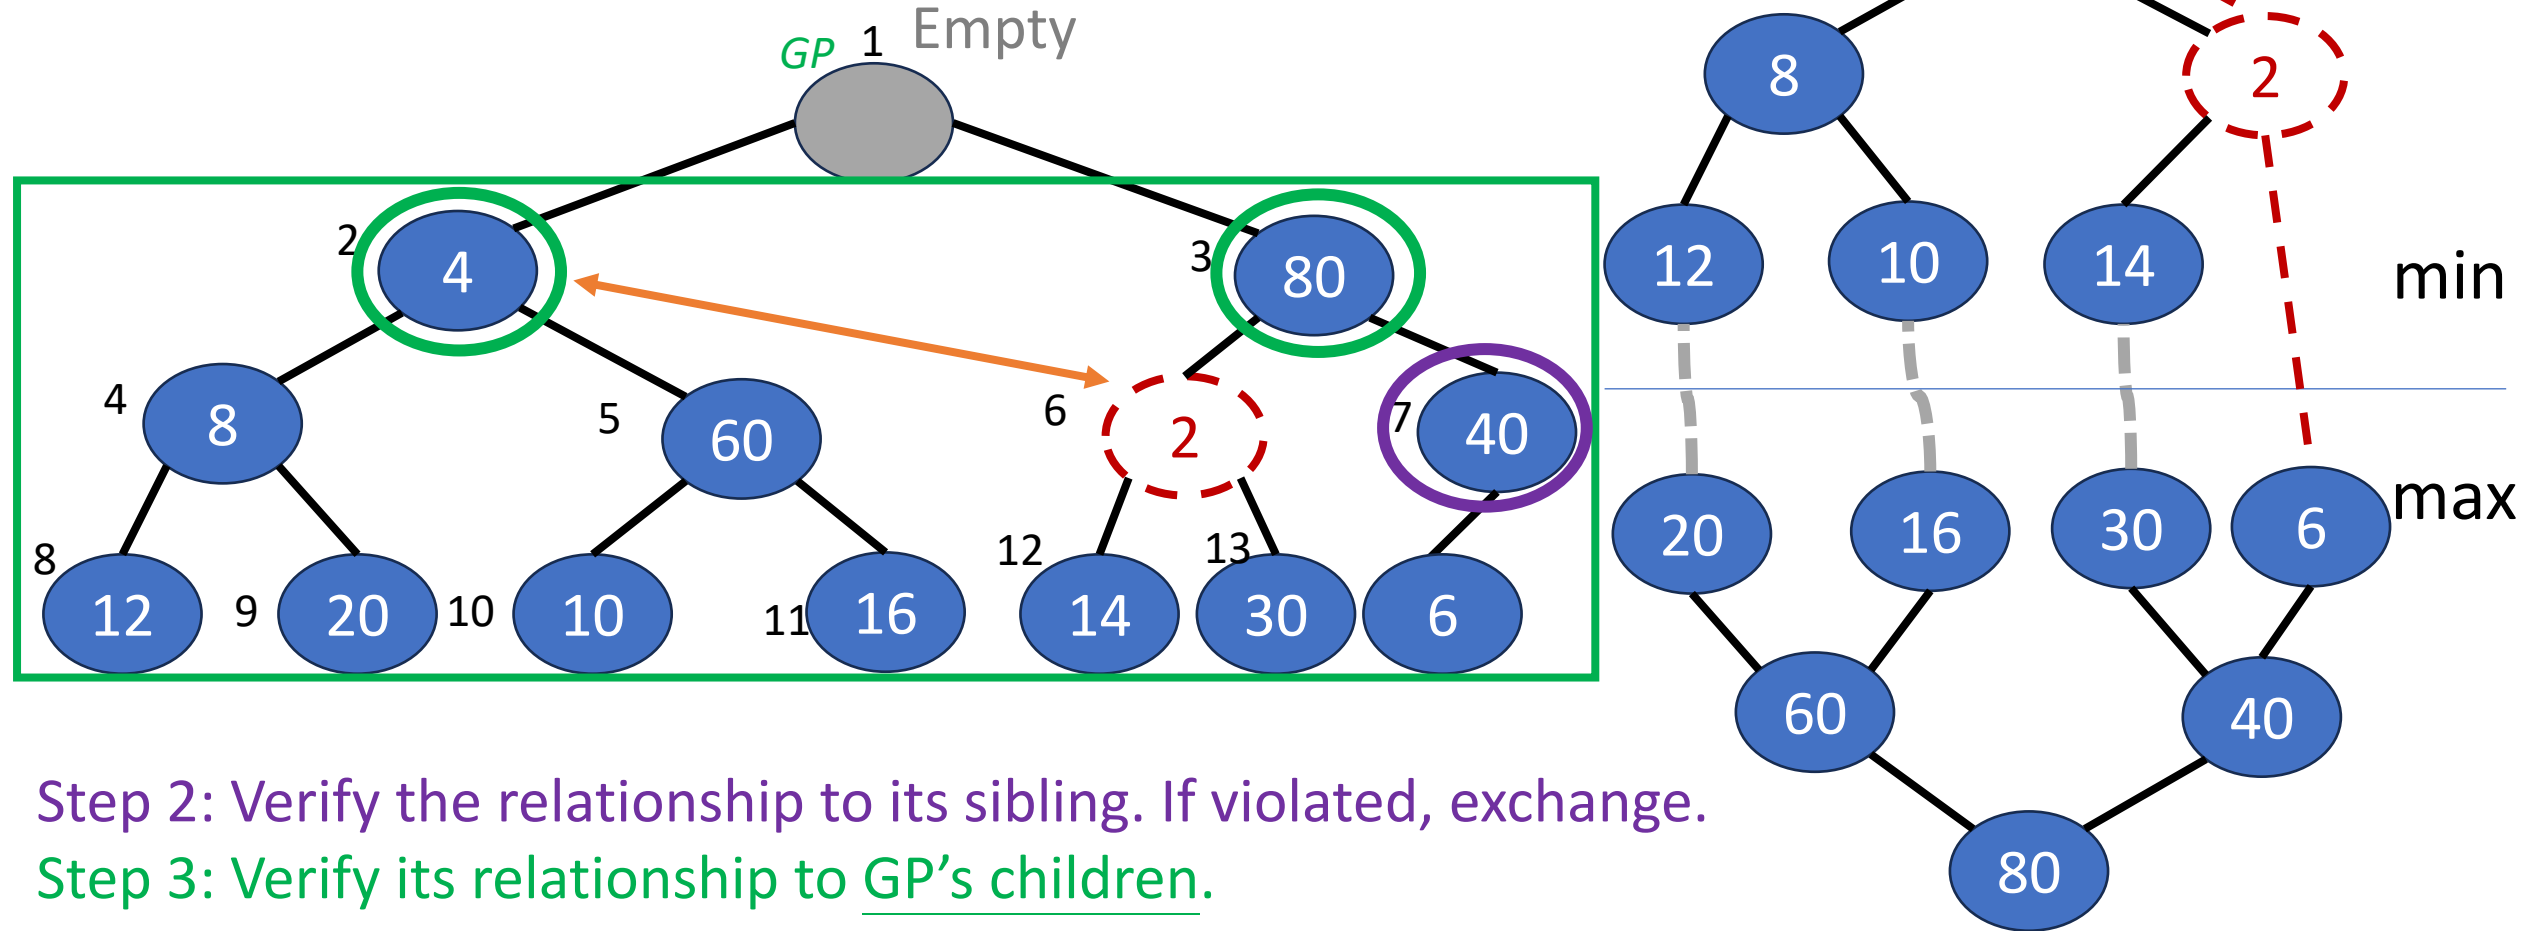 GP 1 Empty
2 4 3 80
4 8 5 60 6 2 7 40
8 12 9 20 10 10 11 16 12 14 13 30 6
8 2
12 10 14 min
20 16 30 6 max
60 40
80
Step 2: Verify the relationship to its sibling. If violated, exchange.
Step 3: Verify its relationship to GP’s children.